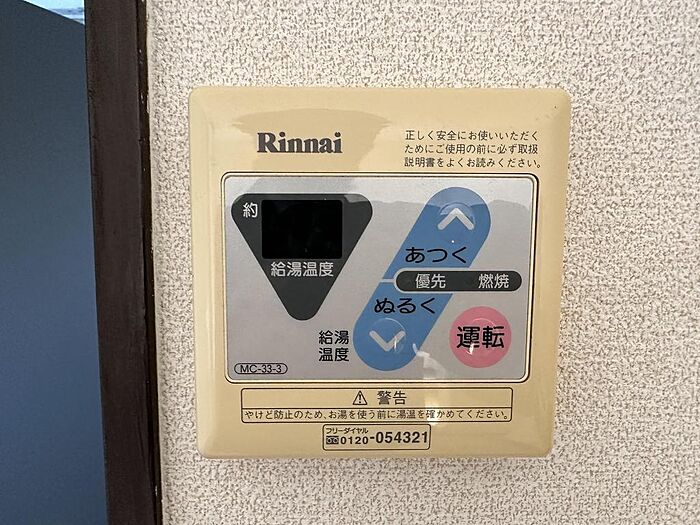 Rinnai
正しく安全にお使いいただく
ためにご使用の前に必ず取扱
説明書をよくお読みください。
約
給湯温度
あつく
優先 燃焼
ぬるく
給湯
温度
運転
MC-33-3
⚠ 警告
やけど防止のため、お湯を使う前に湯温を確かめてください。
フリーダイヤル
0120-054321